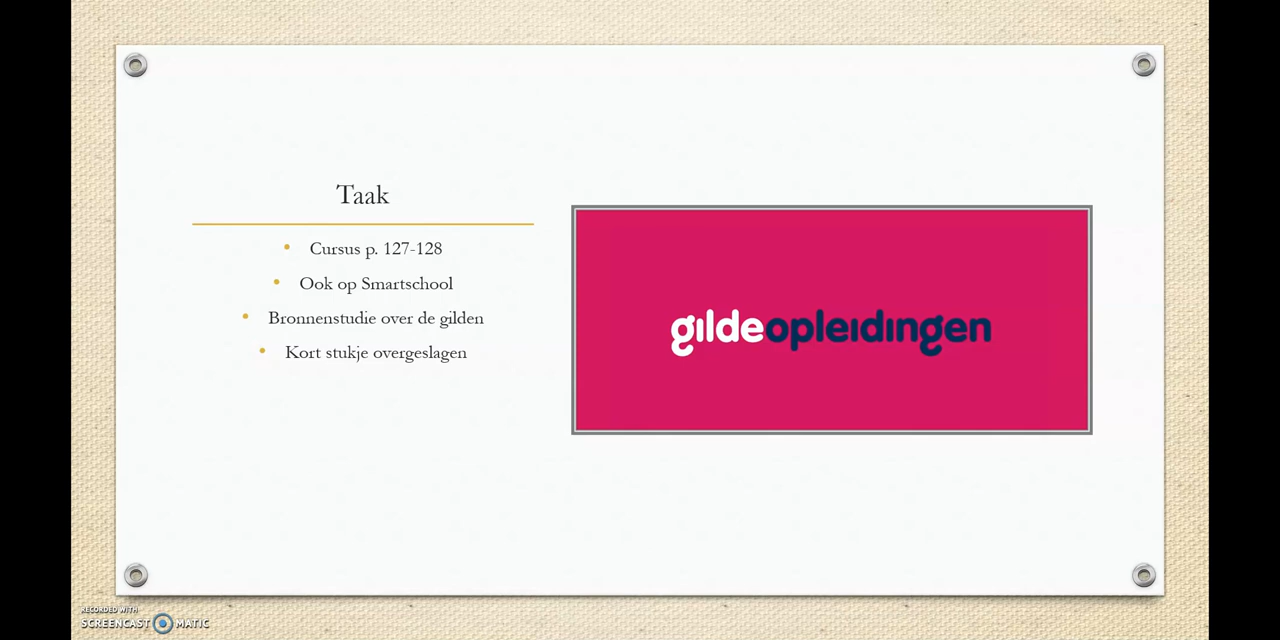 Taak
Cursus p. 127-128
Ook op Smartschool
Bronnenstudie over de gilden
Kort stukje overgeslagen
gildeopleidingen
RECORDED WITH
SCREENCAST MATIC